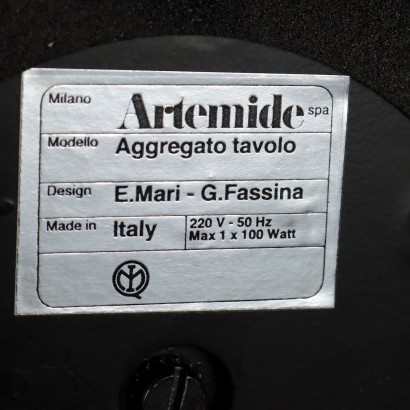 Milano Artemide spa
Modello Aggregato tavolo
Design E.Mari - G.Fassina
Made in Italy 220 V - 50 Hz
Max 1 x 100 Watt